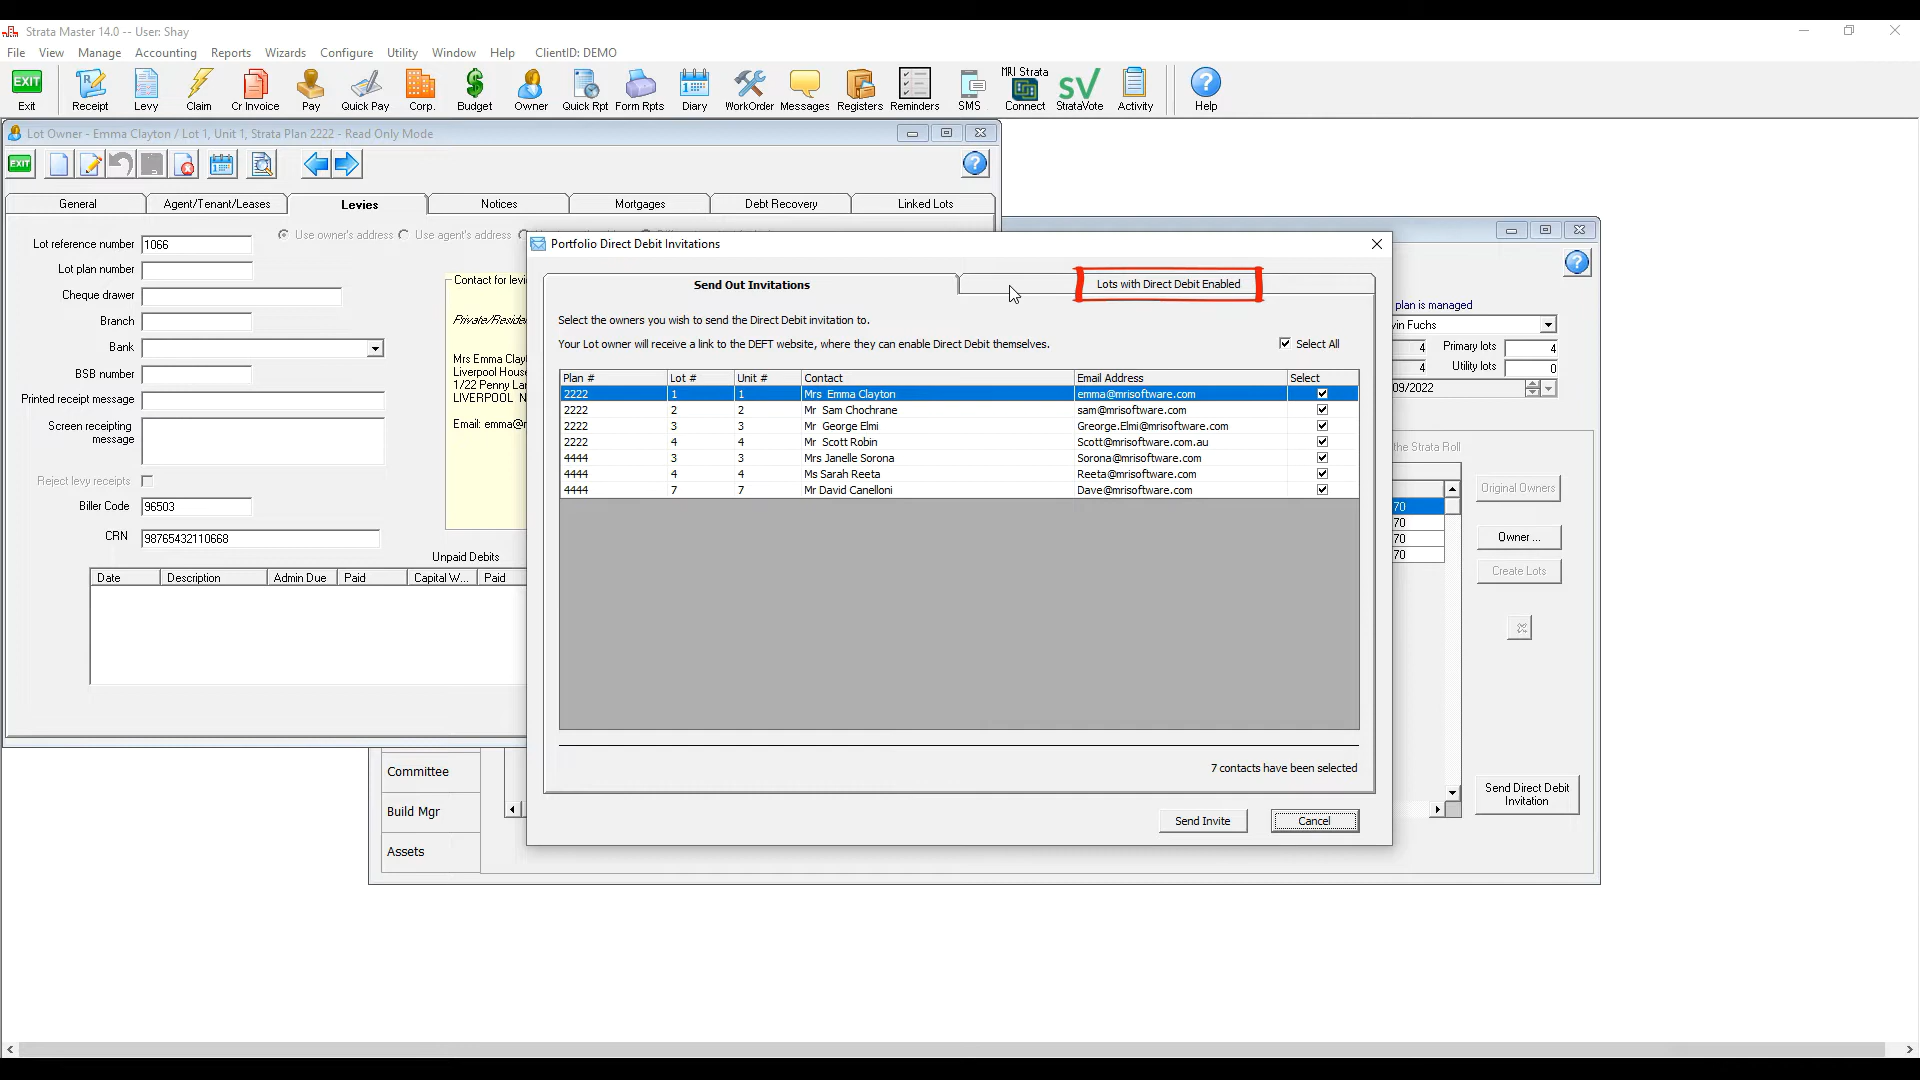 Strata Master 14.0 -- User: Shay
File View Manage Accounting Reports Wizards Configure Utility Window Help ClientID: DEMO
EXIT
Exit Receipt Levy Claim Cr Invoice Pay Quick Pay Corp. Budget Owner Quick Rpt Form Rpts Diary WorkOrder Messages Registers Reminders SMS MRI Strata Connect StrataVote Activity Help
Lot Owner - Emma Clayton / Lot 1, Unit 1, Strata Plan 2222 - Read Only Mode
EXIT
General Agent/Tenant/Leases Levies Notices Mortgages Debt Recovery Linked Lots
Use owner's address Use agent's address
Lot reference number 1066
Lot plan number
Cheque drawer
Branch
Bank
BSB number
Printed receipt message
Screen receipting message
Reject levy receipts
Biller Code 96503
CRN 98765432110668
Contact for levi
Private/Reside
Mrs Emma Clay
Liverpool House
1/22 Penny Lan
LIVERPOOL N
Email: emma@r
Unpaid Debits
Date Description Admin Due Paid Capital W... Paid
Portfolio Direct Debit Invitations
Send Out Invitations Lots with Direct Debit Enabled
Select the owners you wish to send the Direct Debit invitation to.
Your Lot owner will receive a link to the DEFT website, where they can enable Direct Debit themselves.
Select All
Plan # Lot # Unit # Contact Email Address Select
2222 1 1 Mrs Emma Clayton emma@mrisoftware.com
2222 2 2 Mr Sam Chochrane sam@mrisoftware.com
2222 3 3 Mr George Elmi Greorge.Elmi@mrisoftware.com
2222 4 4 Mr Scott Robin Scott@mrisoftware.com.au
4444 3 3 Mrs Janelle Sorona Sorona@mrisoftware.com
4444 4 4 Ms Sarah Reeta Reeta@mrisoftware.com
4444 7 7 Mr David Canelloni Dave@mrisoftware.com
7 contacts have been selected
Send Invite Cancel
plan is managed
vin Fuchs
4 Primary lots 4
4 Utility lots 0
09/2022
the Strata Roll
70
70
70
70
Original Owners
Owner ...
Create Lots
Send Direct Debit Invitation
Committee
Build Mgr
Assets